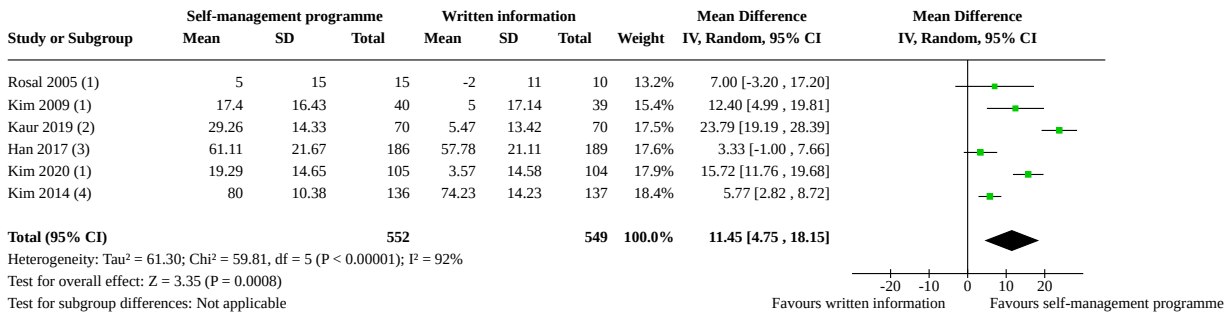 Self-management programme Written information Mean Difference Mean Difference
Study or Subgroup Mean SD Total Mean SD Total Weight IV, Random, 95% CI IV, Random, 95% CI
Rosal 2005 (1) 5 15 15 -2 11 10 13.2% 7.00 [-3.20 , 17.20]
Kim 2009 (1) 17.4 16.43 40 5 17.14 39 15.4% 12.40 [4.99 , 19.81]
Kaur 2019 (2) 29.26 14.33 70 5.47 13.42 70 17.5% 23.79 [19.19 , 28.39]
Han 2017 (3) 61.11 21.67 186 57.78 21.11 189 17.7% 3.33 [-1.00 , 7.66]
Kim 2020 (1) 19.29 14.65 105 3.57 14.58 104 17.9% 15.72 [11.76 , 19.68]
Kim 2014 (4) 80 10.38 136 74.23 14.23 137 18.4% 5.77 [2.82 , 8.72]
Total (95% CI) 552 549 100.0% 11.45 [4.75 , 18.15]
Heterogeneity: Tau² = 61.30; Chi² = 59.81, df = 5 (P < 0.00001); I² = 92%
Test for overall effect: Z = 3.35 (P = 0.0008) -20 -10 0 10 20
Test for subgroup differences: Not applicable Favours written information Favours self-management programme